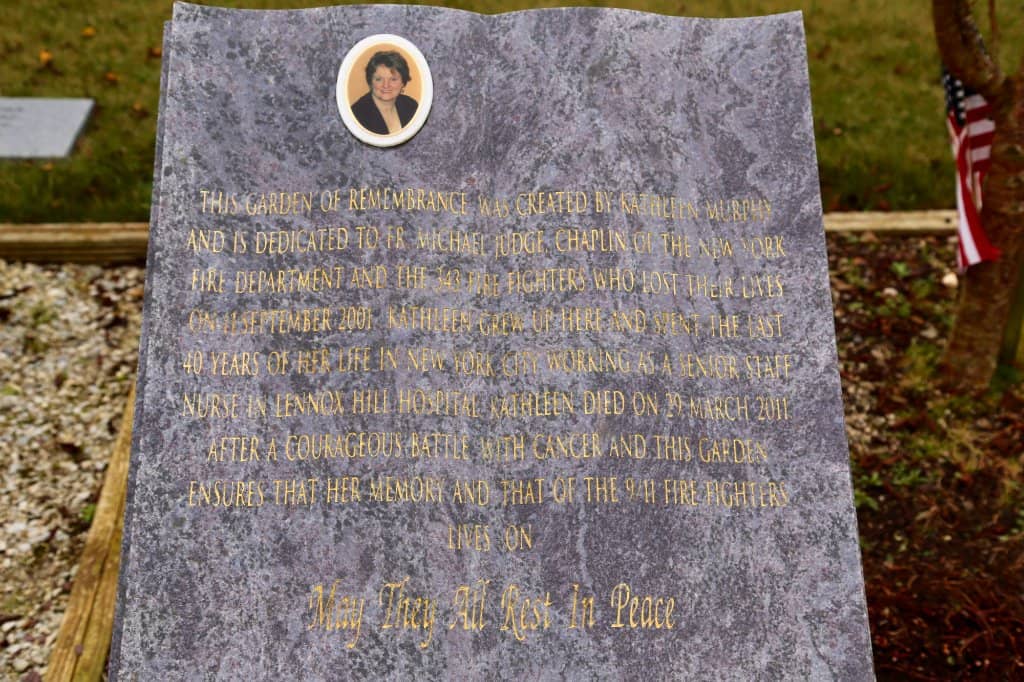 THIS GARDEN OF REMEMBRANCE WAS CREATED BY KATHLEEN MURPHY
AND IS DEDICATED TO FR. MICHAEL JUDGE, CHAPLIN OF THE NEW YORK
FIRE DEPARTMENT AND THE 343 FIRE FIGHTERS WHO LOST THEIR LIVES
ON 11 SEPTEMBER 2001. KATHLEEN GREW UP HERE AND SPENT THE LAST
40 YEARS OF HER LIFE IN NEW YORK CITY WORKING AS A SENIOR STAFF
NURSE IN LENNOX HILL HOSPITAL. KATHLEEN DIED ON 29 MARCH 2011
AFTER A COURAGEOUS BATTLE WITH CANCER AND THIS GARDEN
ENSURES THAT HER MEMORY AND THAT OF THE 9/11 FIRE FIGHTERS
LIVES ON
May They All Rest In Peace